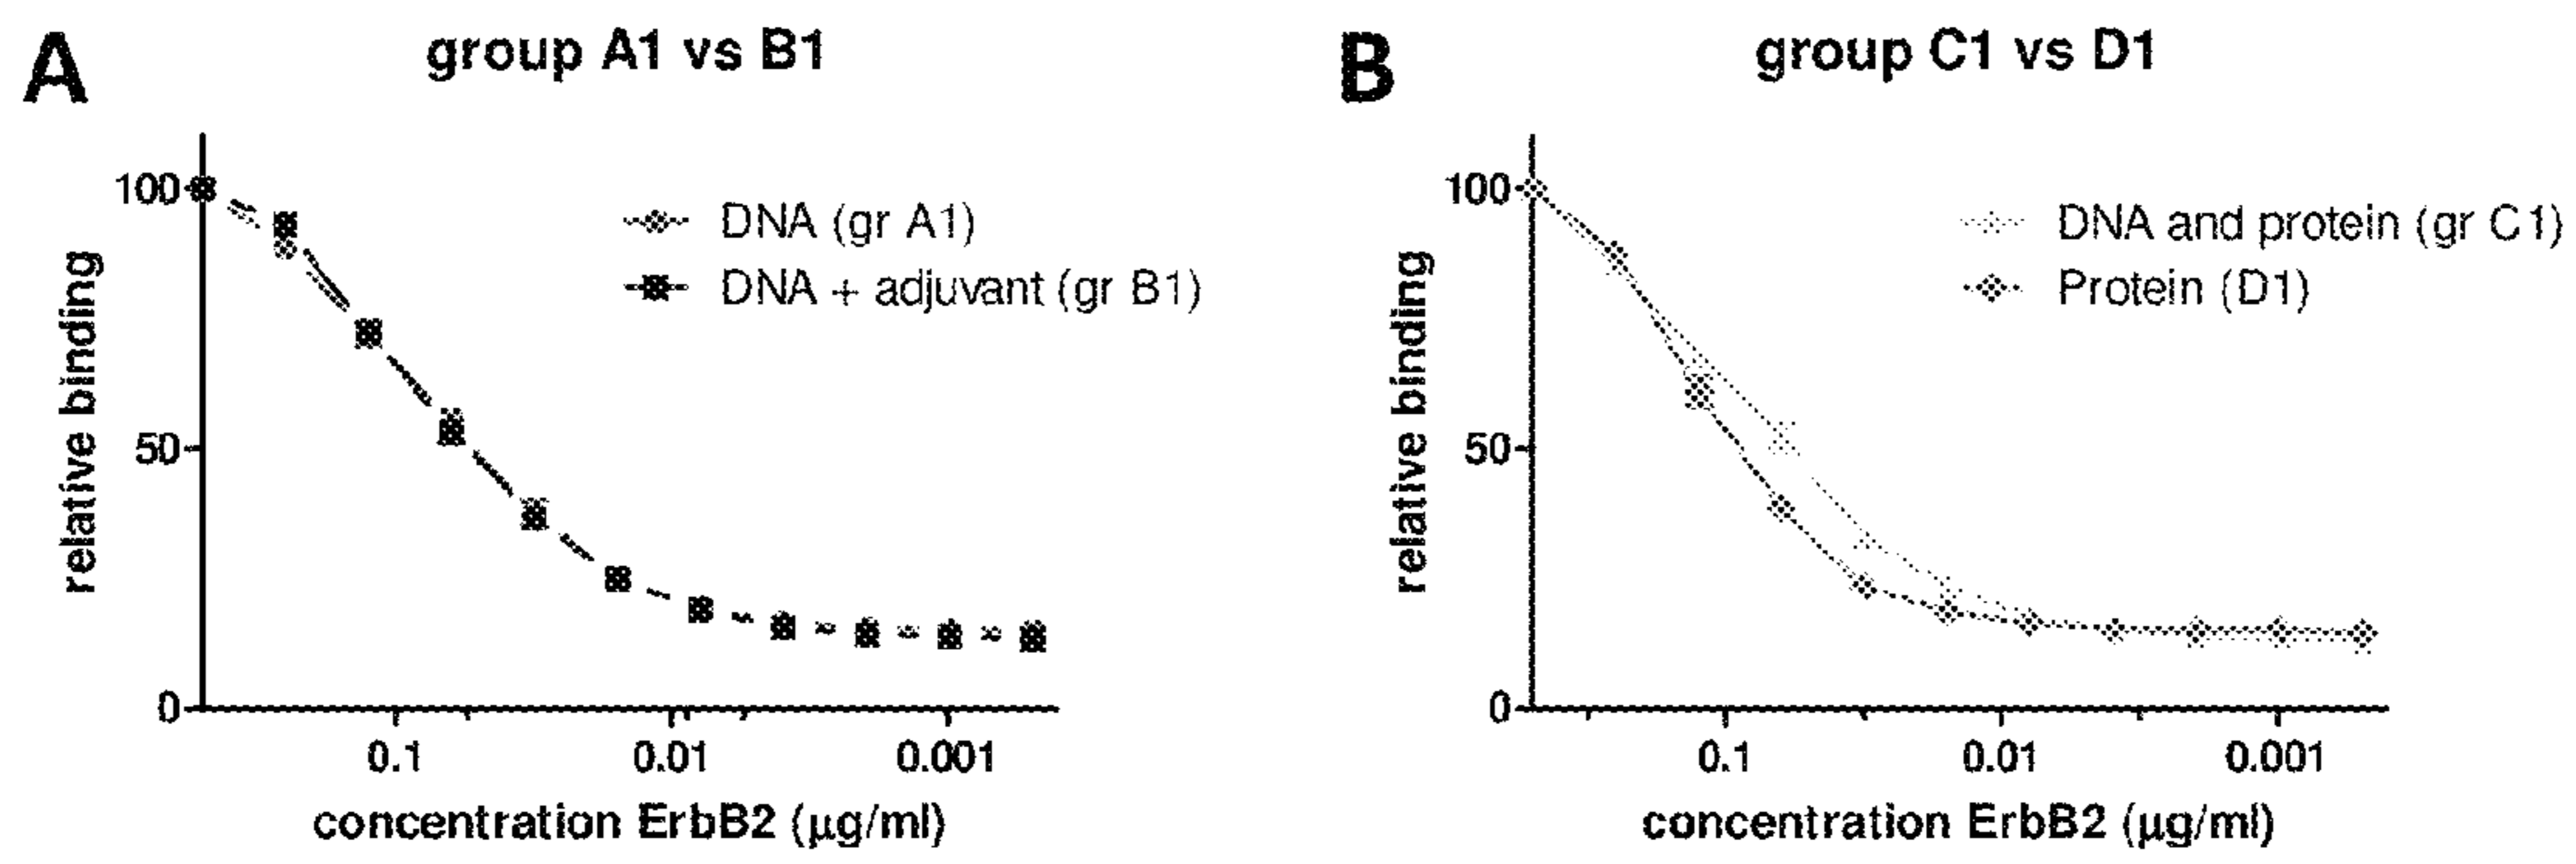 A
group A1 vs B1
relative binding
100
50
0
DNA (gr A1)
DNA + adjuvant (gr B1)
0.1
0.01
0.001
concentration ErbB2 (μg/ml)
B
group C1 vs D1
relative binding
100
50
0
DNA and protein (gr C1)
Protein (D1)
0.1
0.01
0.001
concentration ErbB2 (μg/ml)